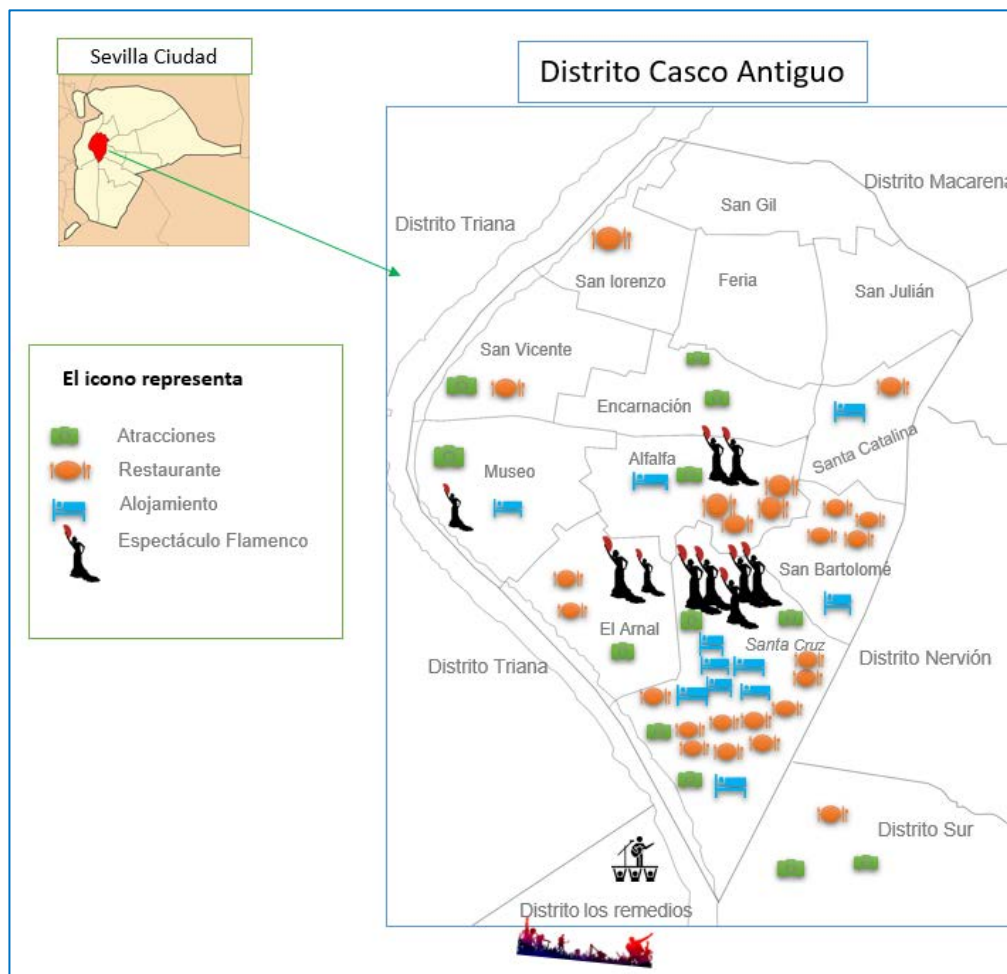 Sevilla Ciudad
Distrito Casco Antiguo
Distrito Macarena
San Gil
Distrito Triana
San lorenzo
Feria
San Julián
San Vicente
El icono representa
Atracciones
Restaurante
Alojamiento
Espectáculo Flamenco
Encarnación
Santa Catalina
Museo
Alfalfa
San Bartolomé
El Arnal
Santa Cruz
Distrito Nervión
Distrito Triana
Distrito Sur
Distrito los remedios